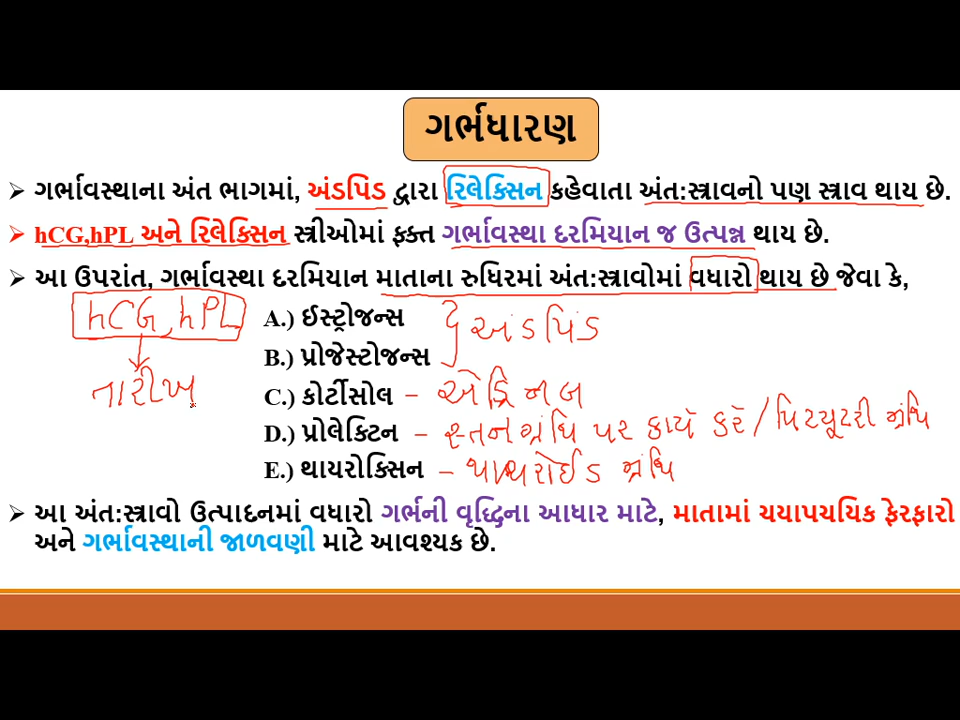 ગર્ભધારણ
➢ ગર્ભાવસ્થાના અંત ભાગમાં, અંડપિંડ દ્વારા રિલેક્સિન કહેવાતા અંત:સ્ત્રાવનો પણ સ્ત્રાવ થાય છે.
➢ hCG,hPL અને રિલેક્સિન સ્ત્રીઓમાં ફક્ત ગર્ભાવસ્થા દરમિયાન જ ઉત્પન્ન થાય છે.
➢ આ ઉપરાંત, ગર્ભાવસ્થા દરમિયાન માતાના રુધિરમાં અંત:સ્ત્રાવોમાં વધારો થાય છે જેવા કે,
hCG, hPL
તારીખ
A.) ઈસ્ટ્રોજન્સ
અંડપિંડ
B.) પ્રોજેસ્ટોજન્સ
C.) કોર્ટીસોલ - એડ્રિનલ
D.) પ્રોલેક્ટિન - સ્તનગ્રંથિ પર કાર્ય કરે / પિટ્યૂટરી ગ્રંથિ
E.) થાયરોક્સિન - થાયરોઈડ ગ્રંથિ
➢ આ અંત:સ્ત્રાવો ઉત્પાદનમાં વધારો ગર્ભની વૃદ્ધિના આધાર માટે, માતામાં ચયાપચયિક ફેરફારો
અને ગર્ભાવસ્થાની જાળવણી માટે આવશ્યક છે.